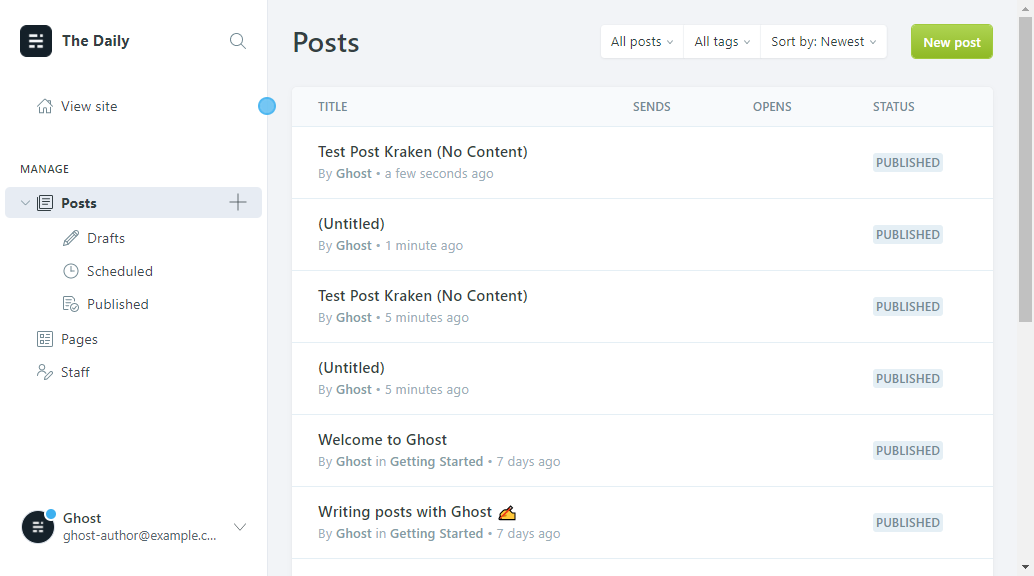 The Daily
View site
MANAGE
Posts
Drafts
Scheduled
Published
Pages
Staff
Ghost
ghost-author@example.c...
Posts
All posts
All tags
Sort by: Newest
New post
TITLE SENDS OPENS STATUS
Test Post Kraken (No Content)
By Ghost • a few seconds ago
PUBLISHED
(Untitled)
By Ghost • 1 minute ago
PUBLISHED
Test Post Kraken (No Content)
By Ghost • 5 minutes ago
PUBLISHED
(Untitled)
By Ghost • 5 minutes ago
PUBLISHED
Welcome to Ghost
By Ghost in Getting Started • 7 days ago
PUBLISHED
Writing posts with Ghost ✍️
By Ghost in Getting Started • 7 days ago
PUBLISHED